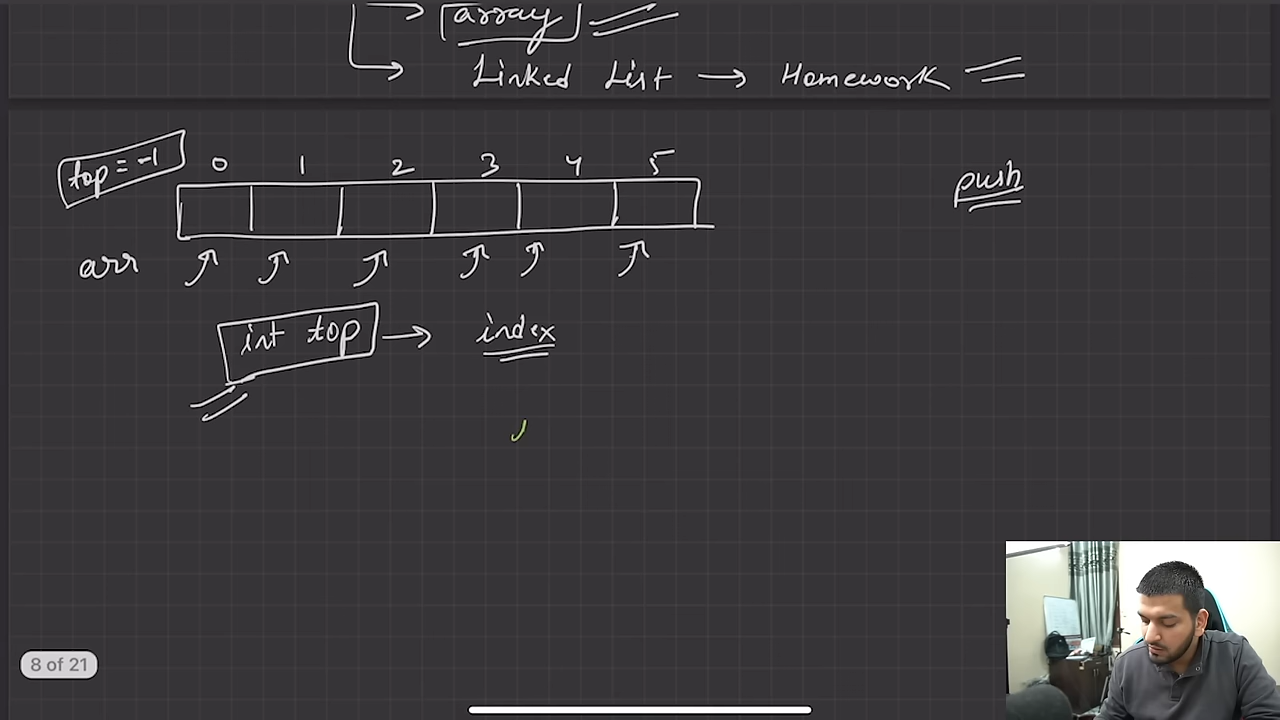 → array
→ Linked List → Homework
top = -1 0 1 2 3 4 5
push
arr
int top → index
8 of 21